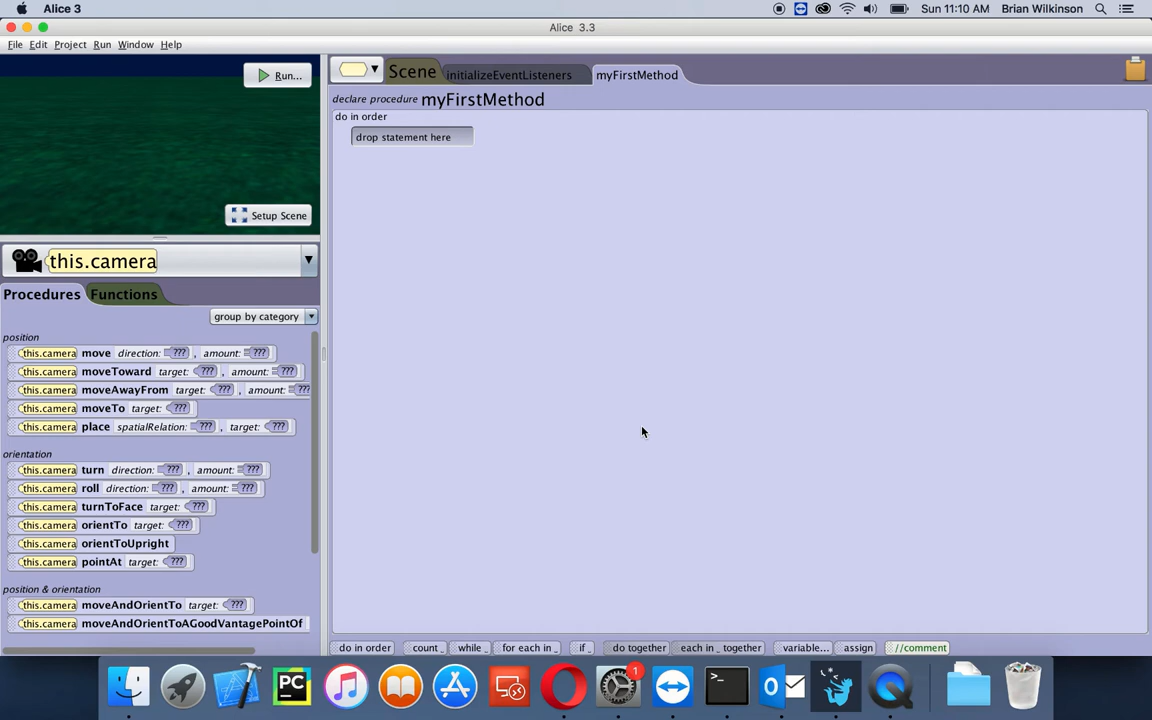 Alice 3
Sun 11:10 AM Brian Wilkinson
Alice 3.3
File Edit Project Run Window Help
Run...
Setup Scene
Scene initializeEventListeners myFirstMethod
declare procedure myFirstMethod
do in order
drop statement here
this.camera
Procedures Functions
group by category
position
this.camera move direction: ??? , amount: ???
this.camera moveToward target: ??? , amount: ???
this.camera moveAwayFrom target: ??? , amount: ???
this.camera moveTo target: ???
this.camera place spatialRelation: ??? , target: ???
orientation
this.camera turn direction: ??? , amount: ???
this.camera roll direction: ??? , amount: ???
this.camera turnToFace target: ???
this.camera orientTo target: ???
this.camera orientToUpright
this.camera pointAt target: ???
position & orientation
this.camera moveAndOrientTo target: ???
this.camera moveAndOrientToAGoodVantagePointOf
do in order count _ while _ for each in _ if _ do together each in _ together variable... assign //comment
PC
1
>_